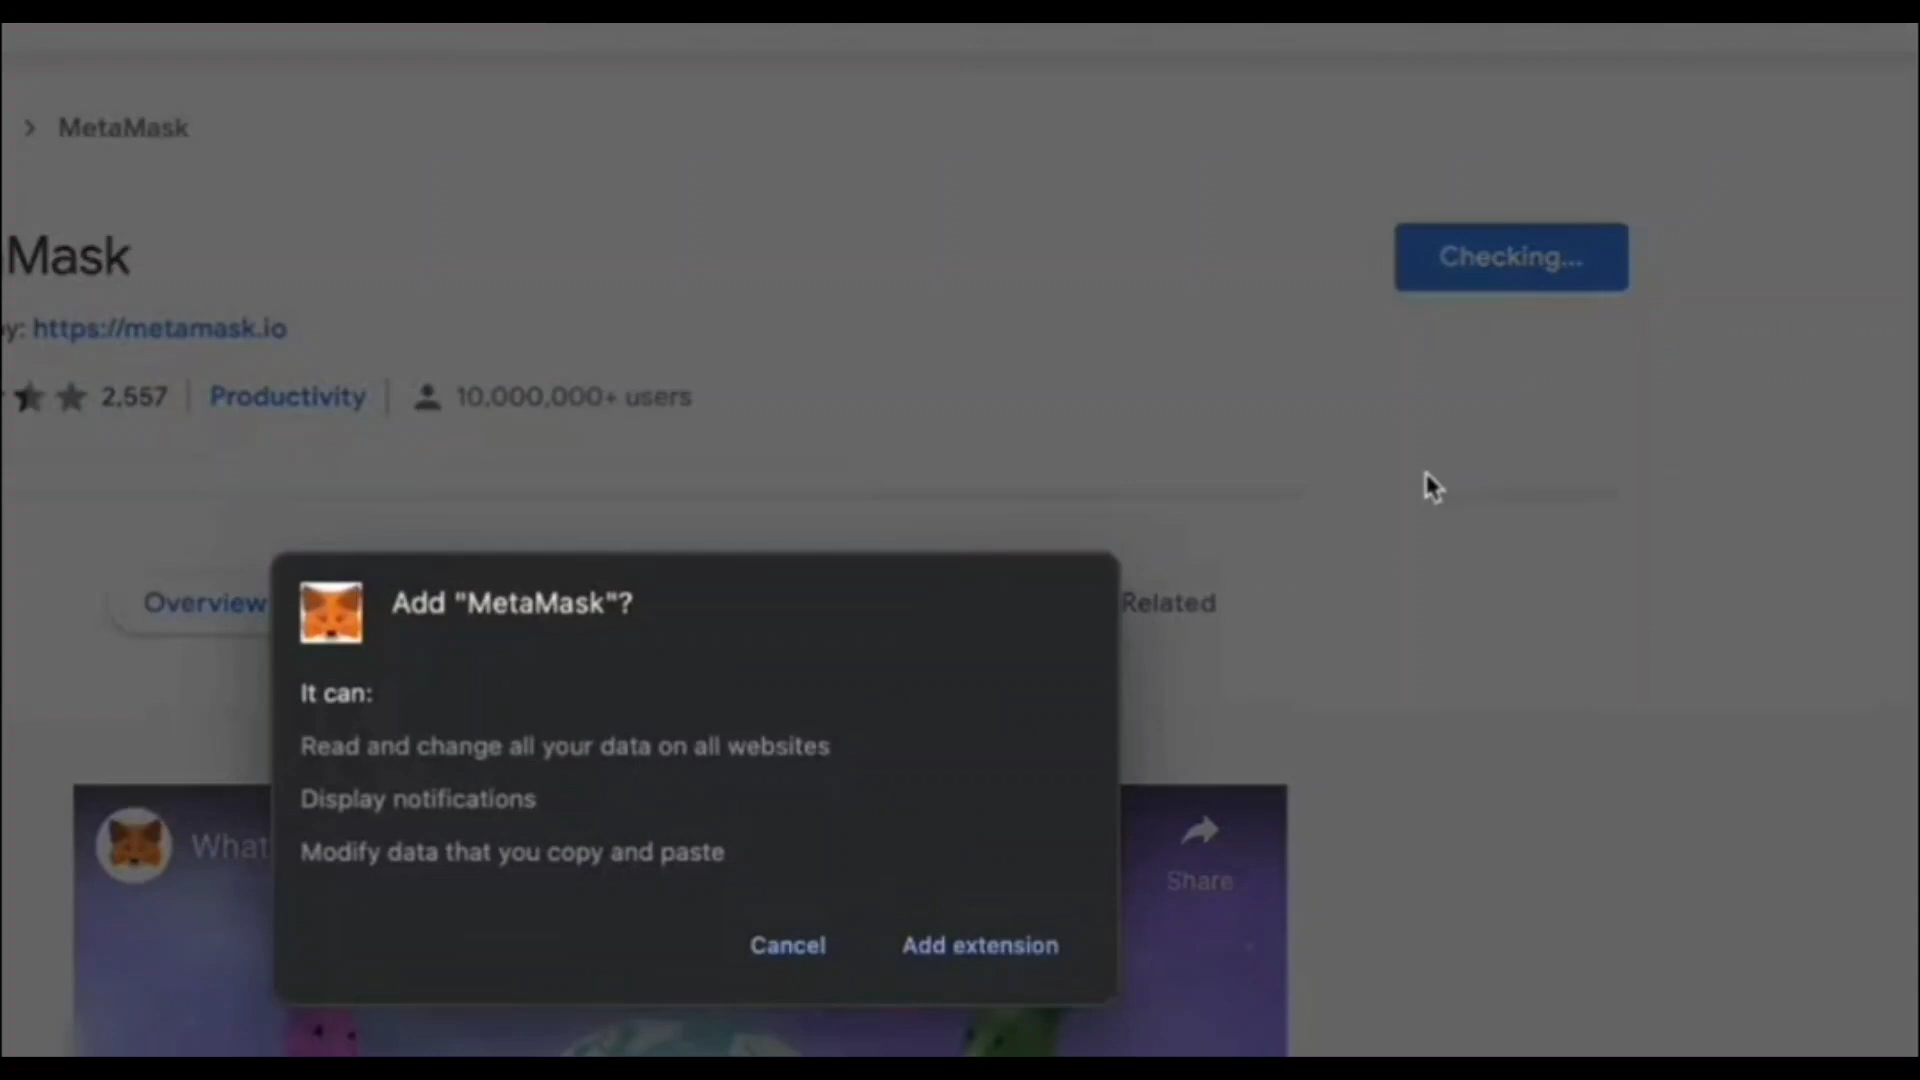 > MetaMask
Mask
Checking...
y: https://metamask.io
2,557 | Productivity | 10,000,000+ users
Overview
Related
Add "MetaMask"?
It can:
Read and change all your data on all websites
Display notifications
Modify data that you copy and paste
What
Share
Cancel
Add extension